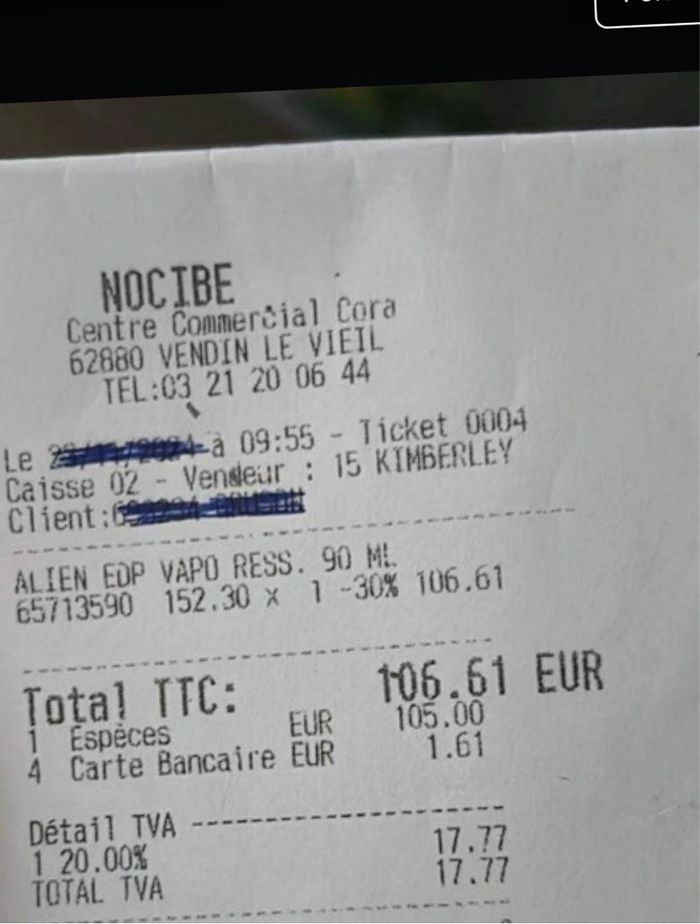 NOCIBE
Centre Commercial Cora
62880 VENDIN LE VIEIL
TEL:03 21 20 06 44
Le à 09:55 - Ticket 0004
Caisse 02 - Vendeur : 15 KIMBERLEY
Client:
ALIEN EDP VAPO RESS. 90 ML
65713590 152.30 x 1 -30% 106.61
Total TTC: 106.61 EUR
1 Espèces EUR 105.00
4 Carte Bancaire EUR 1.61
Détail TVA
1 20.00% 17.77
TOTAL TVA 17.77